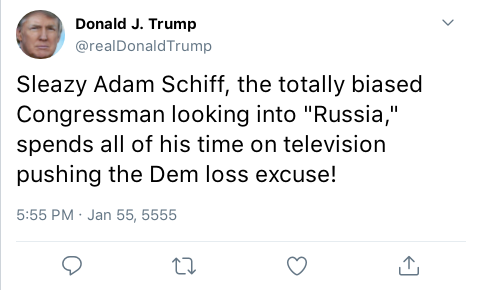 Donald J. Trump
@realDonaldTrump
Sleazy Adam Schiff, the totally biased
Congressman looking into "Russia,"
spends all of his time on television
pushing the Dem loss excuse!
5:55 PM · Jan 55, 5555